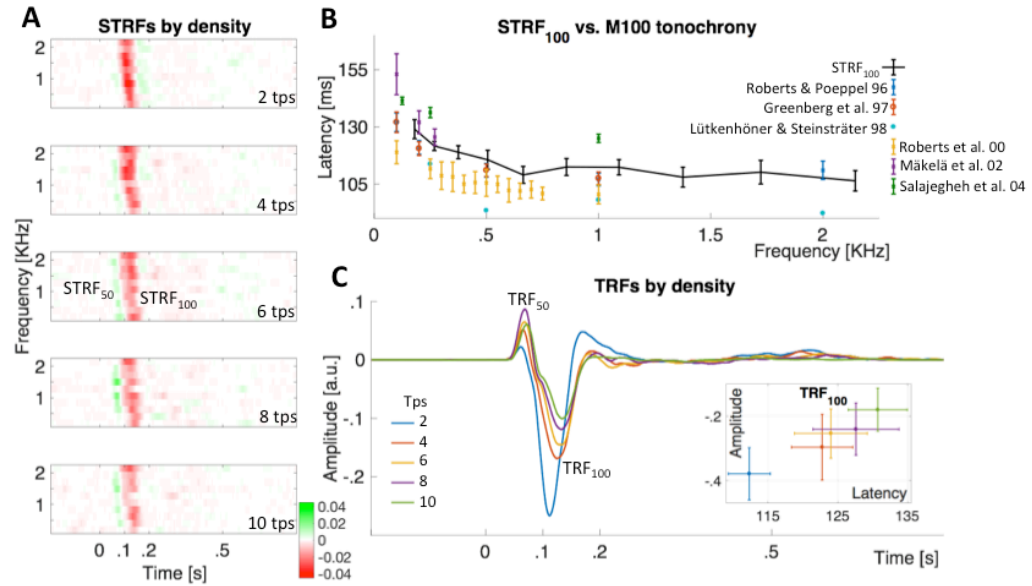 A
STRFs by density
2
1
2 tps
2
1
4 tps
2
1
STRF50
STRF100
6 tps
2
1
8 tps
2
1
10 tps
Frequency [KHz]
0 .1 .2 .5
Time [s]
0.04
0.02
0
-0.02
-0.04
B
STRF100 vs. M100 tonochrony
Latency [ms]
155
130
105
0 .5 1 1.5 2
Frequency [KHz]
STRF100
Roberts & Poeppel 96
Greenberg et al. 97
Lütkenhöner & Steinsträter 98
Roberts et al. 00
Mäkelä et al. 02
Salajegheh et al. 04
C
TRFs by density
Amplitude [a.u.]
.1
0
-.1
-.2
TRF50
TRF100
Tps
2
4
6
8
10
0 .1 .2 .5
Time [s]
TRF100
Amplitude
-.2
-.4
Latency
115 125 135